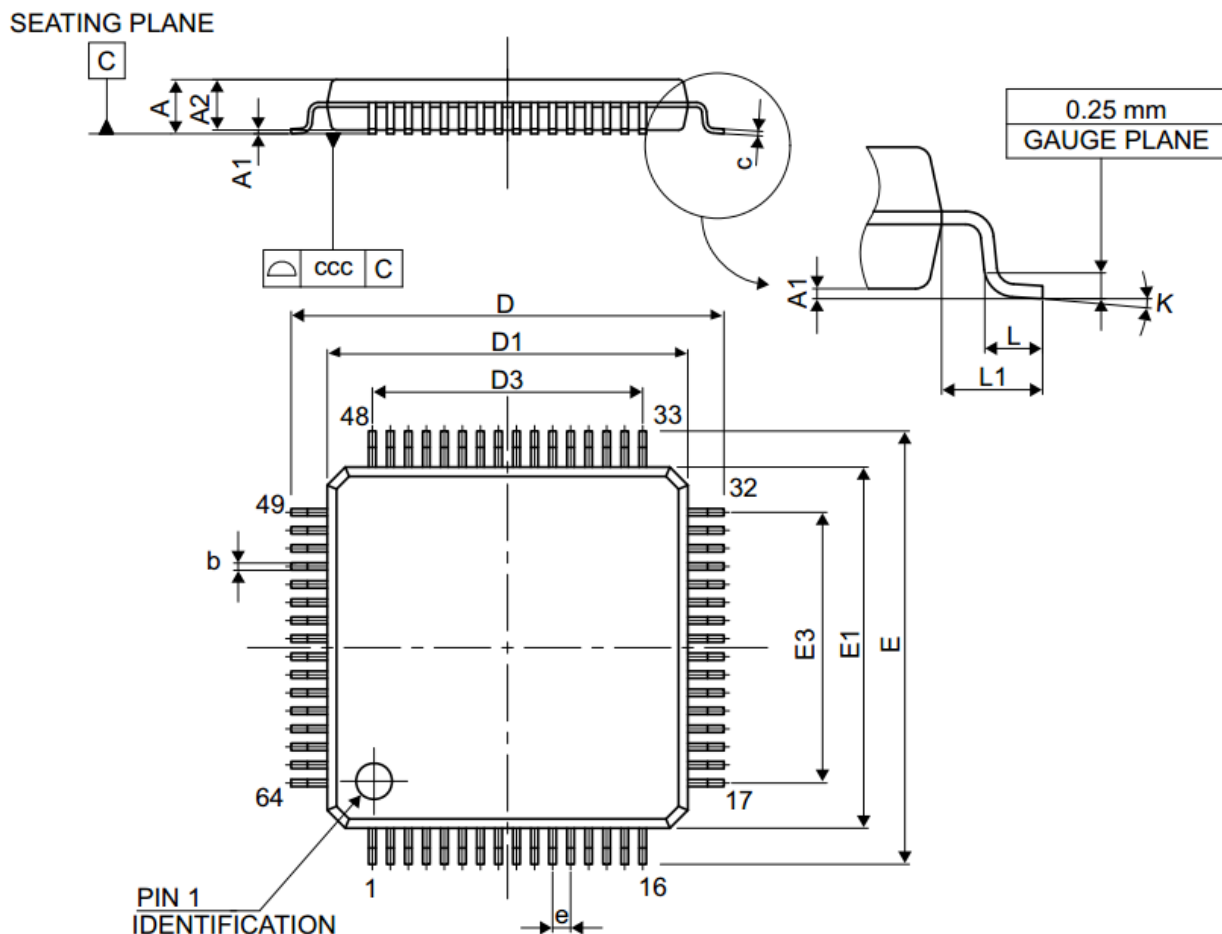 SEATING PLANE
C
A
A2
A1
c
ccc C
0.25 mm
GAUGE PLANE
A1
K
L
L1
D
D1
D3
48
33
49
32
b
E3
E1
E
64
17
1
16
PIN 1
IDENTIFICATION
e